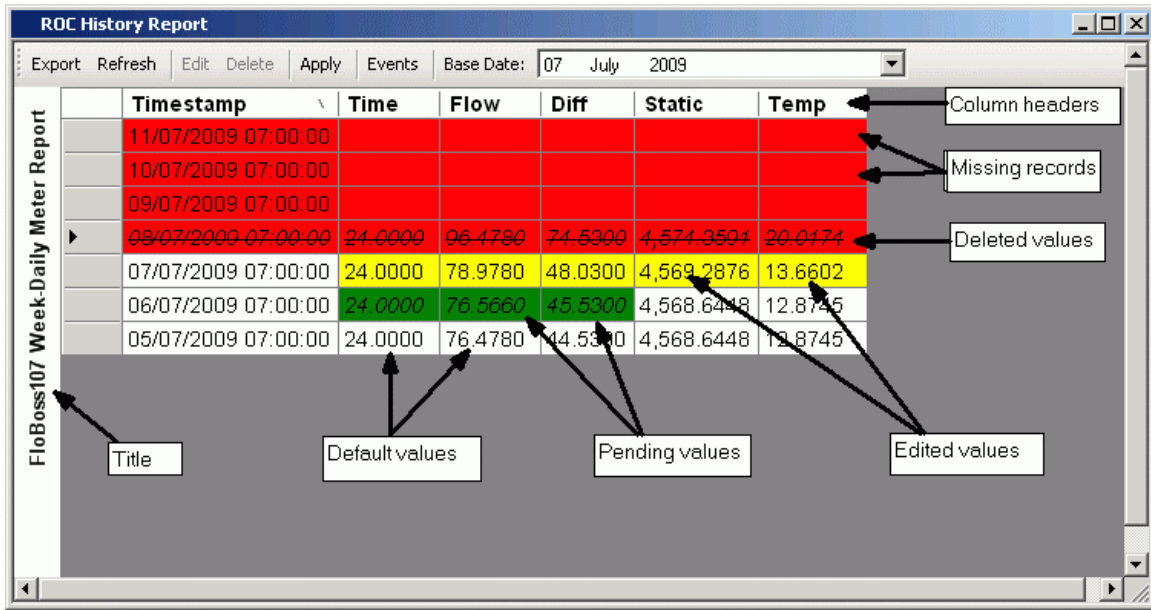 ROC History Report
Export Refresh Edit Delete Apply Events Base Date: 07 July 2009
FloBoss107 Week-Daily Meter Report
Timestamp Time Flow Diff Static Temp
Column headers
11/07/2009 07:00:00
10/07/2009 07:00:00
Missing records
09/07/2009 07:00:00
08/07/2009 07:00:00 24.0000 96.4780 74.5300 4,574.3591 20.0174
Deleted values
07/07/2009 07:00:00 24.0000 78.9780 48.0300 4,569.2876 13.6602
06/07/2009 07:00:00 24.0000 76.5660 45.5300 4,568.6448 12.8745
05/07/2009 07:00:00 24.0000 76.4780 44.5300 4,568.6448 12.8745
Title
Default values
Pending values
Edited values